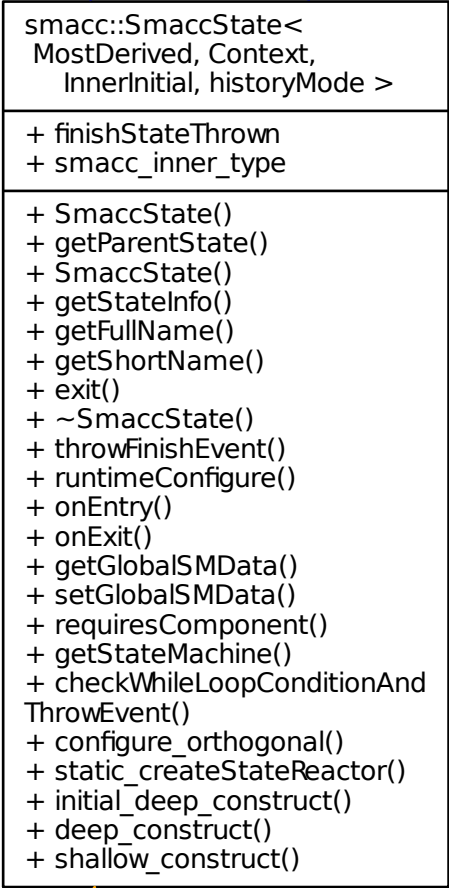 smacc::SmaccState<
MostDerived, Context,
InnerInitial, historyMode >
+ finishStateThrown
+ smacc_inner_type
+ SmaccState()
+ getParentState()
+ SmaccState()
+ getStateInfo()
+ getFullName()
+ getShortName()
+ exit()
+ ~SmaccState()
+ throwFinishEvent()
+ runtimeConfigure()
+ onEntry()
+ onExit()
+ getGlobalSMData()
+ setGlobalSMData()
+ requiresComponent()
+ getStateMachine()
+ checkWhileLoopConditionAnd
ThrowEvent()
+ configure_orthogonal()
+ static_createStateReactor()
+ initial_deep_construct()
+ deep_construct()
+ shallow_construct()